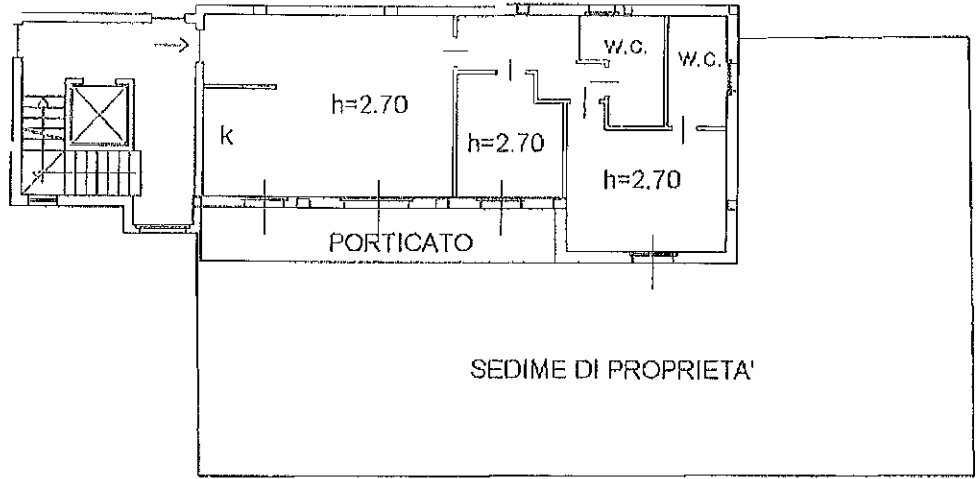 w.c.
w.c.
h=2.70
k
h=2.70
h=2.70
PORTICATO
SEDIME DI PROPRIETA'